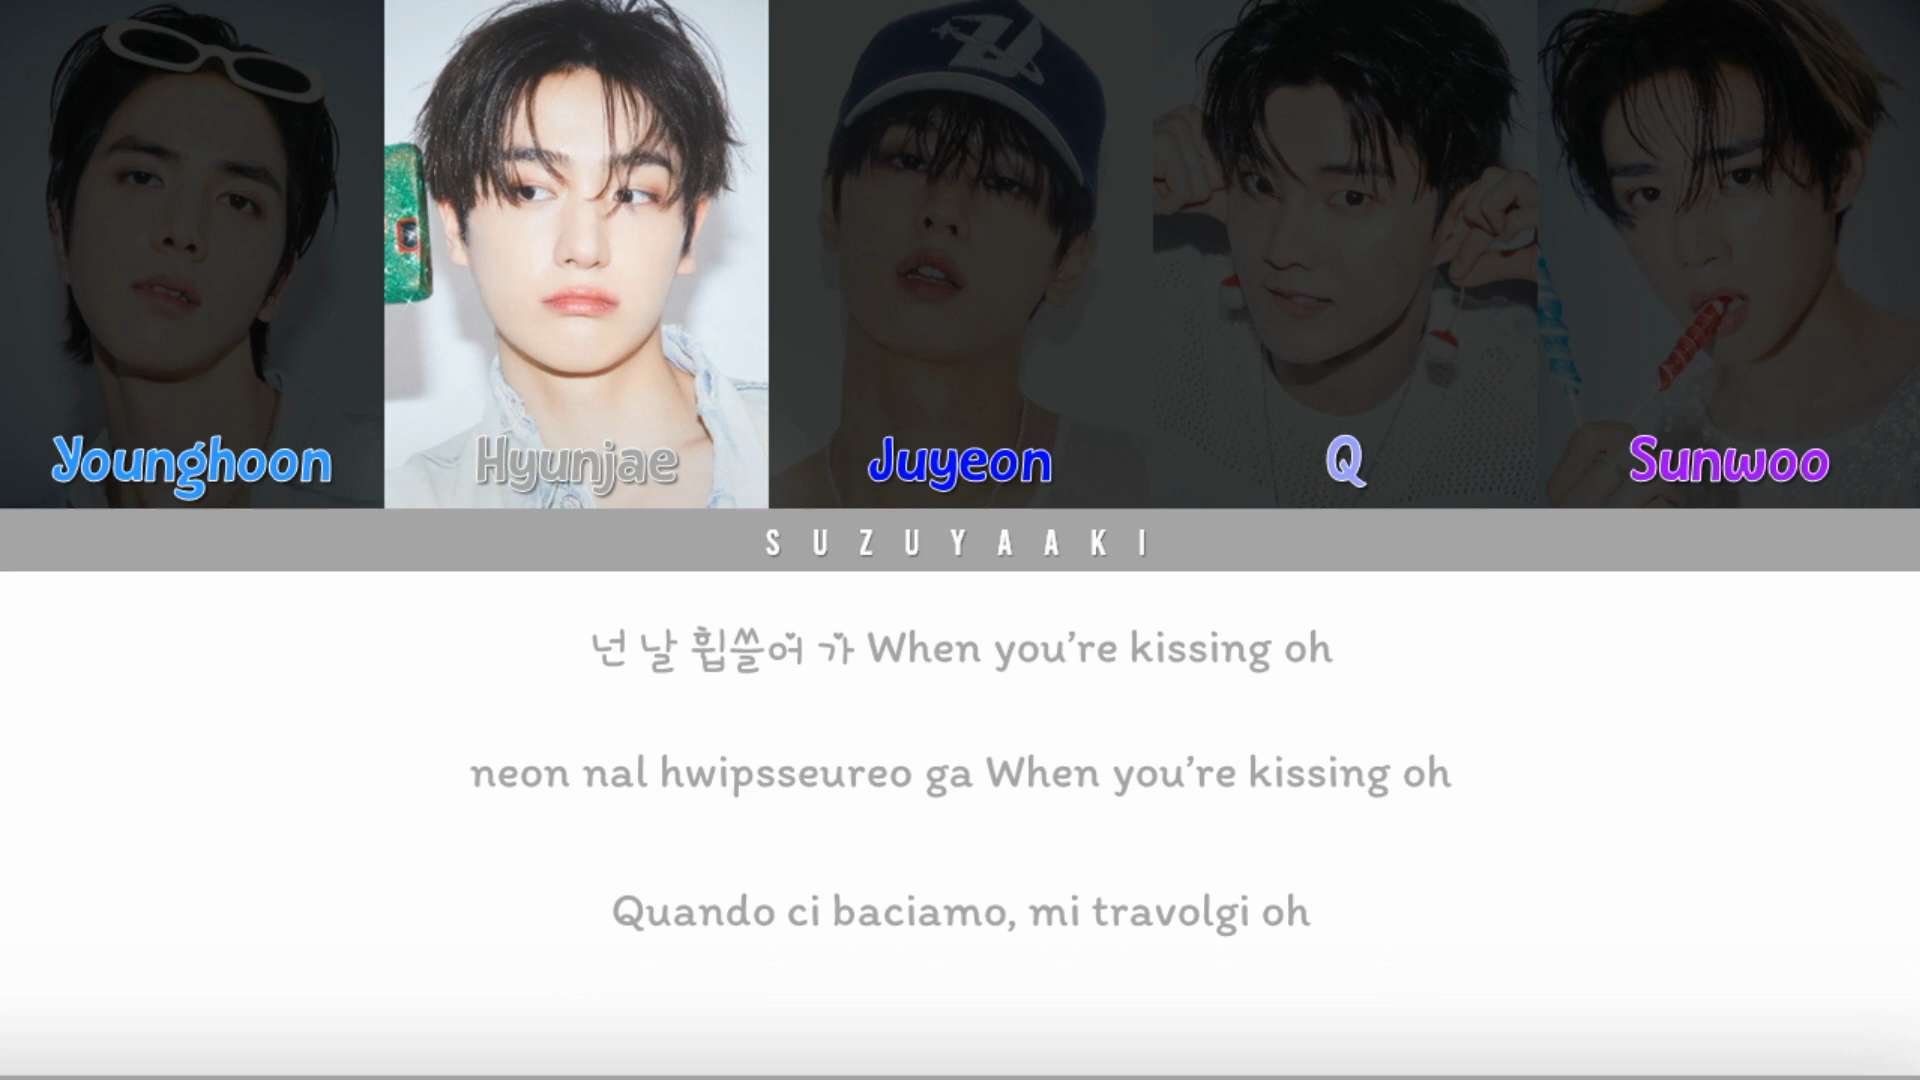 Younghoon
Hyunjae
Juyeon
Q
Sunwoo
SUZUYAAKI
넌 날 휩쓸어 가 When you’re kissing oh
neon nal hwipsseureo ga When you’re kissing oh
Quando ci baciamo, mi travolgi oh